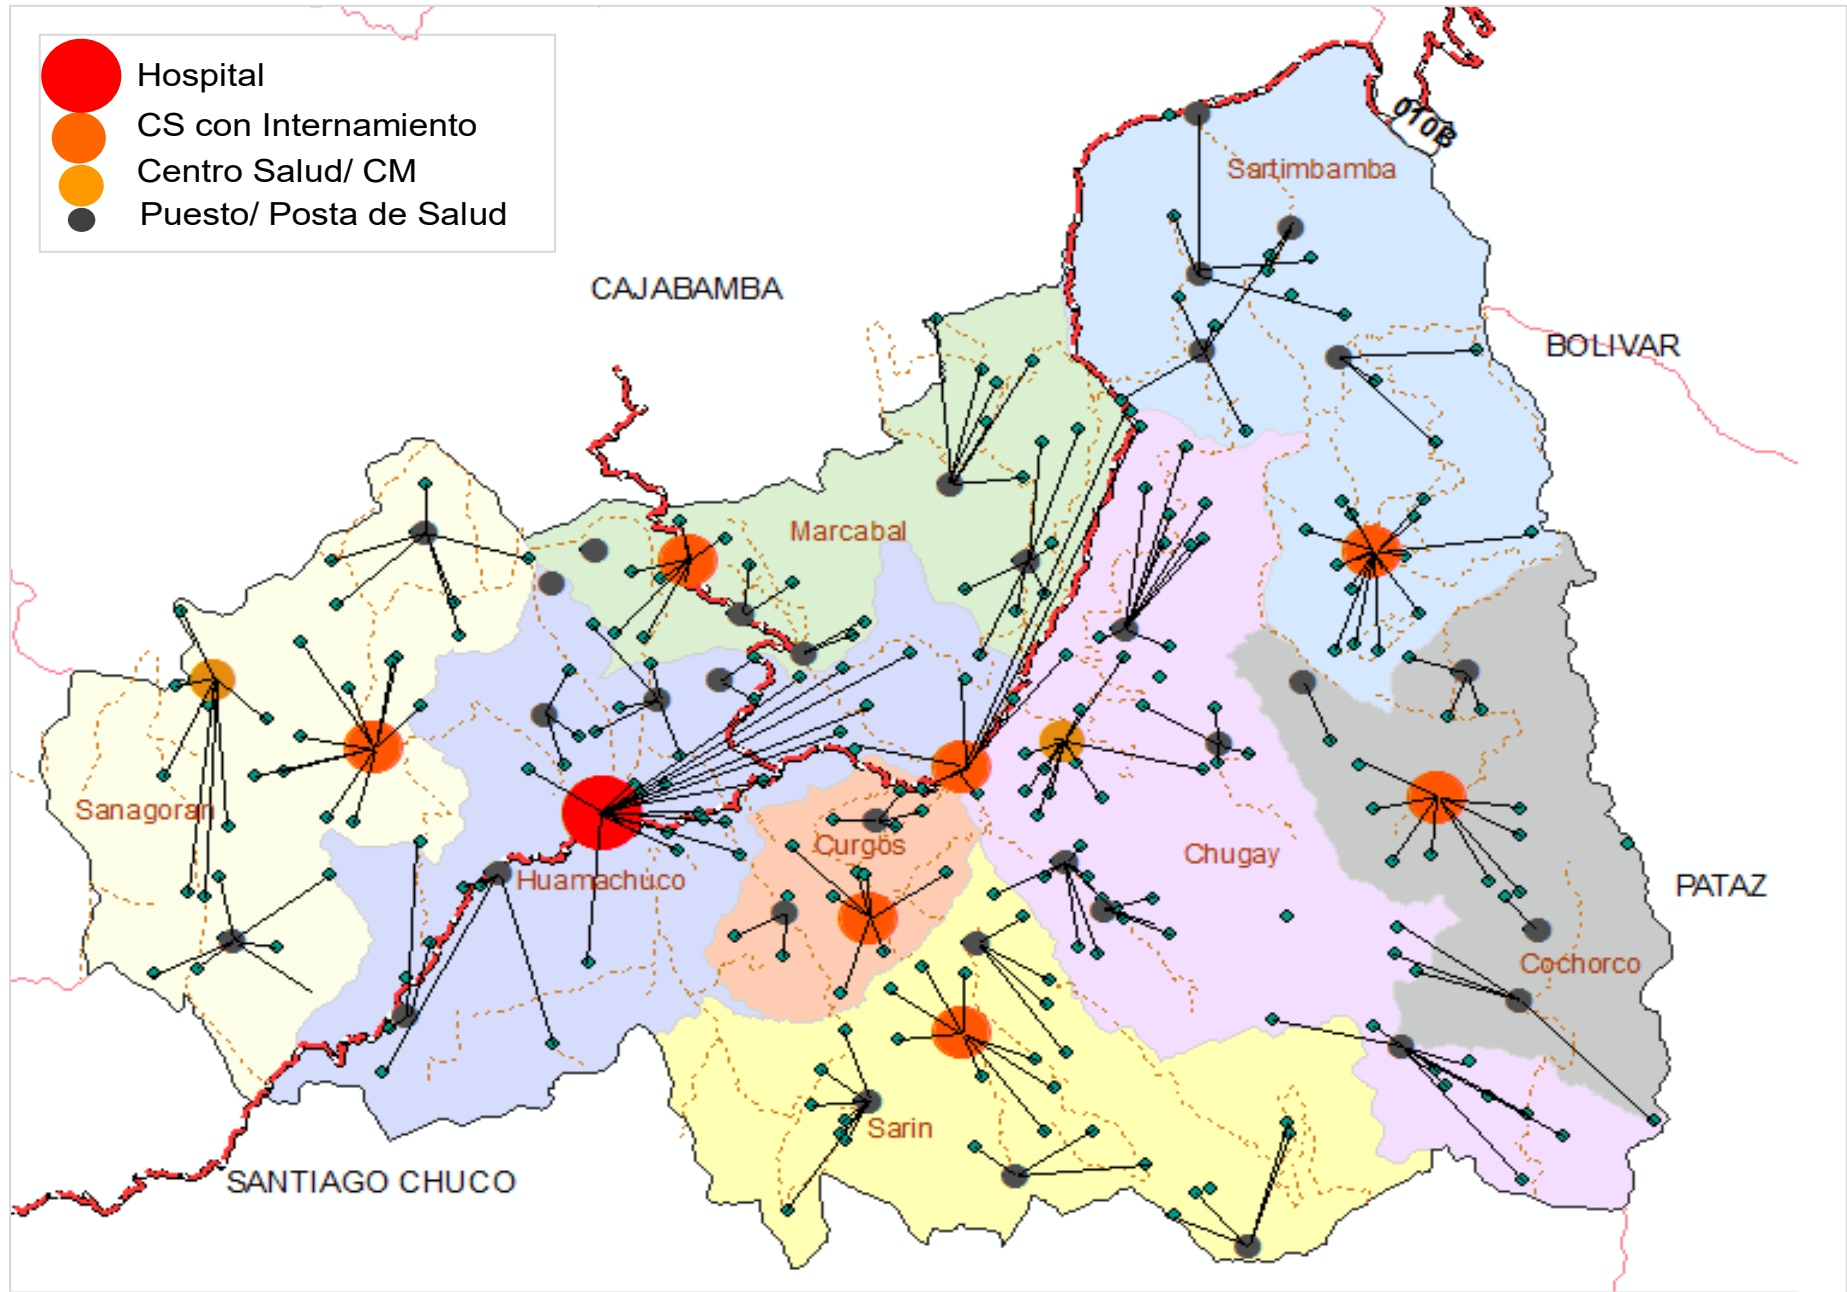 Hospital
CS con Internamiento
Centro Salud/ CM
Puesto/ Posta de Salud
010B
Sartimbamba
CAJABAMBA
BOLIVAR
Marcabal
Sanagoran
Curgos
Chugay
Huamachuco
PATAZ
Cochorco
Sarin
SANTIAGO CHUCO